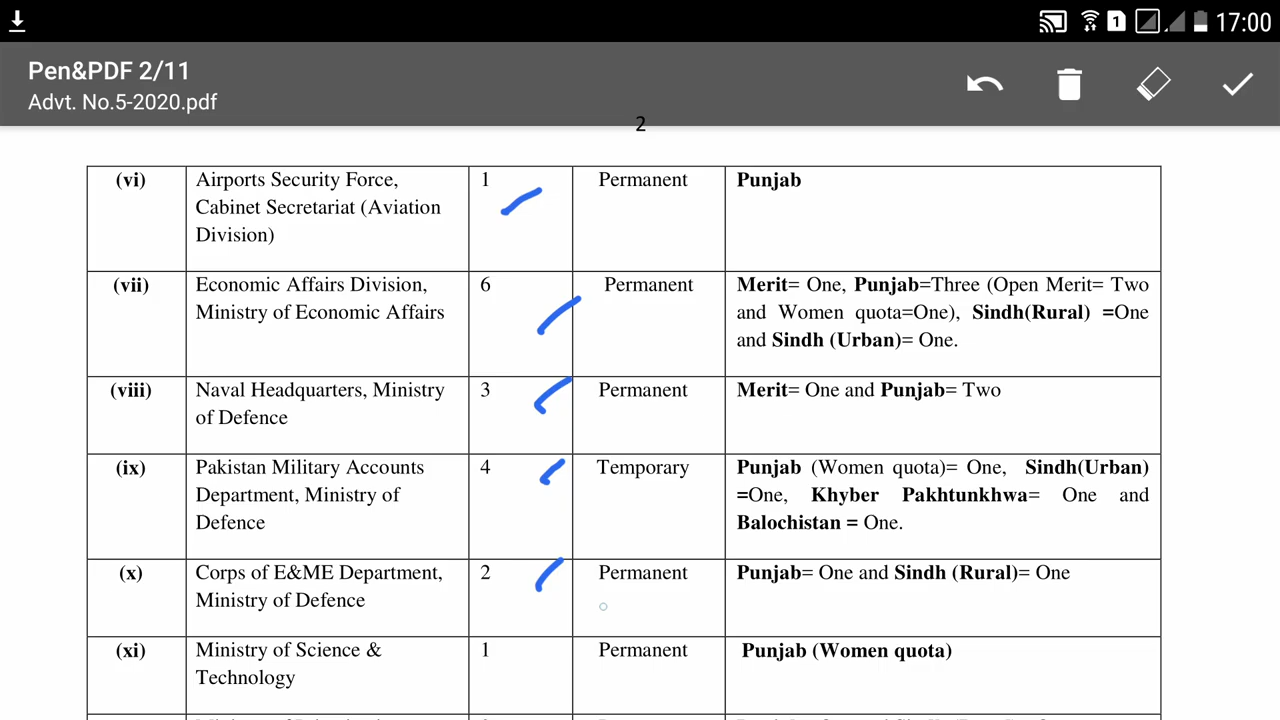 17:00
1
Pen&PDF 2/11
Advt. No.5-2020.pdf
2
(vi) Airports Security Force, 1 Permanent Punjab
Cabinet Secretariat (Aviation
Division)
(vii) Economic Affairs Division, 6 Permanent Merit= One, Punjab=Three (Open Merit= Two
Ministry of Economic Affairs and Women quota=One), Sindh(Rural) =One
and Sindh (Urban)= One.
(viii) Naval Headquarters, Ministry 3 Permanent Merit= One and Punjab= Two
of Defence
(ix) Pakistan Military Accounts 4 Temporary Punjab (Women quota)= One, Sindh(Urban)
Department, Ministry of =One, Khyber Pakhtunkhwa= One and
Defence Balochistan = One.
(x) Corps of E&ME Department, 2 Permanent Punjab= One and Sindh (Rural)= One
Ministry of Defence
(xi) Ministry of Science & 1 Permanent Punjab (Women quota)
Technology